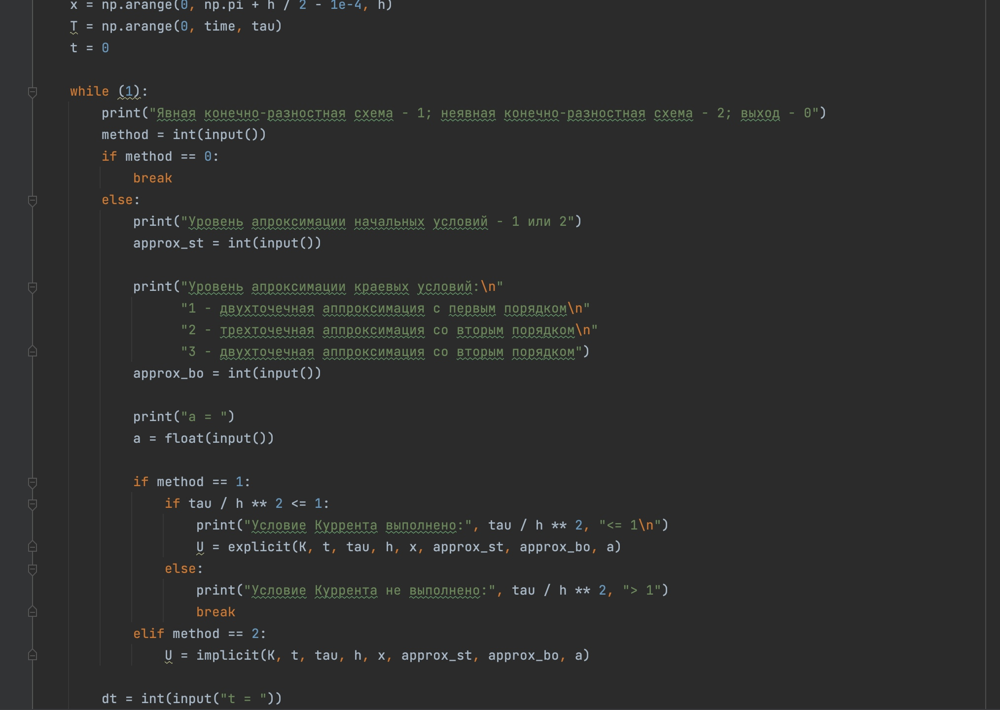 x = np.arange(0, np.pi + h / 2 - 1e-4, h)
T = np.arange(0, time, tau)
t = 0
while (1):
print("Явная конечно-разностная схема - 1; неявная конечно-разностная схема - 2; выход - 0")
method = int(input())
if method == 0:
break
else:
print("Уровень апроксимации начальных условий - 1 или 2")
approx_st = int(input())
print("Уровень апроксимации краевых условий:\n"
"1 - двухточечная аппроксимация с первым порядком\n"
"2 - трехточечная аппроксимация со вторым порядком\n"
"3 - двухточечная аппроксимация со вторым порядком")
approx_bo = int(input())
print("a = ")
a = float(input())
if method == 1:
if tau / h ** 2 <= 1:
print("Условие Куррента выполнено:", tau / h ** 2, "<= 1\n")
U = explicit(K, t, tau, h, x, approx_st, approx_bo, a)
else:
print("Условие Куррента не выполнено:", tau / h ** 2, "> 1")
break
elif method == 2:
U = implicit(K, t, tau, h, x, approx_st, approx_bo, a)
dt = int(input("t = "))